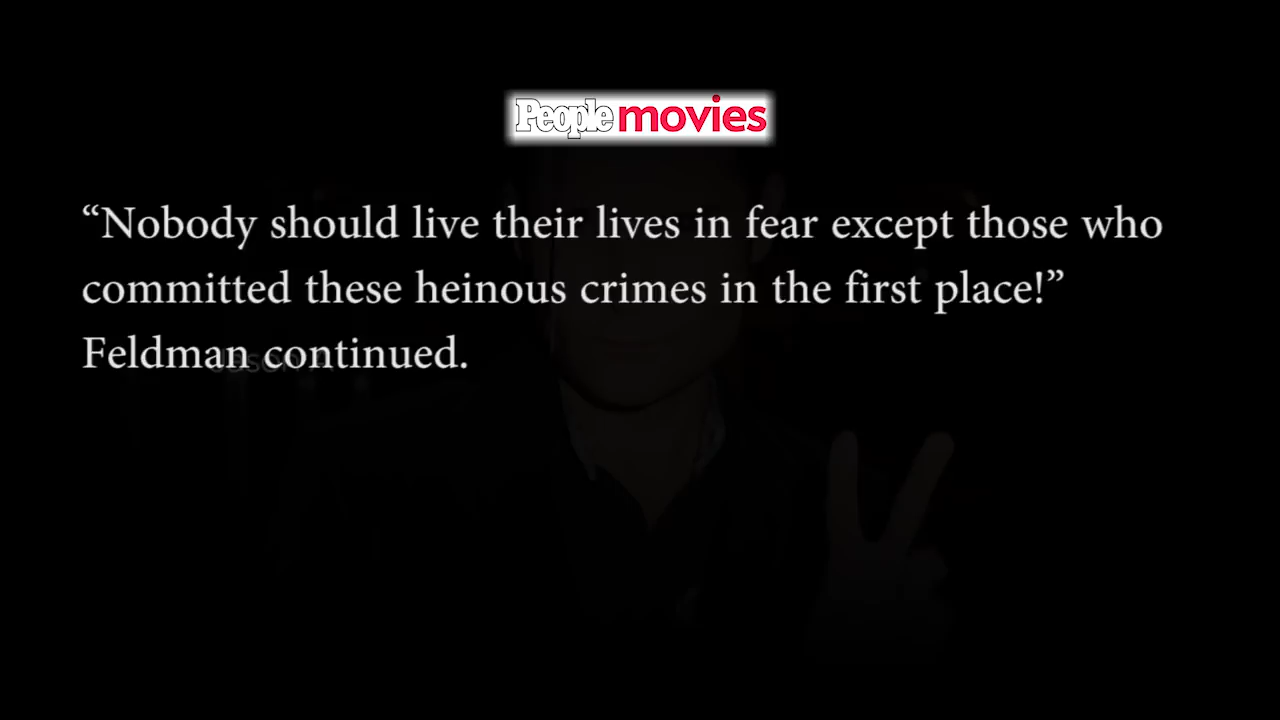 People movies
“Nobody should live their lives in fear except those who
committed these heinous crimes in the first place!”
Feldman continued.